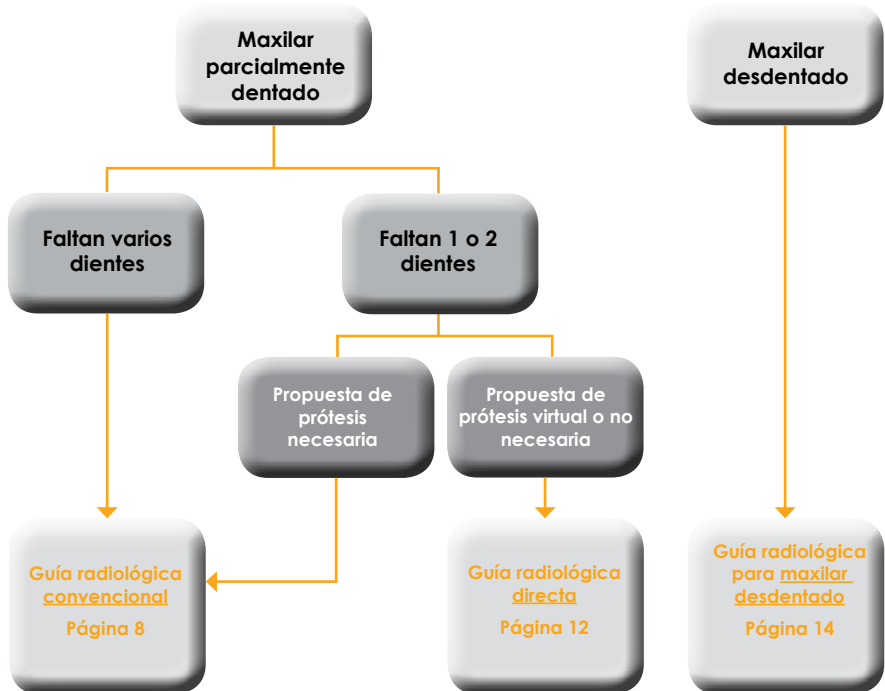 Maxilar
parcialmente
dentado
Maxilar
desdentado
Faltan varios
dientes
Faltan 1 o 2
dientes
Propuesta de
prótesis
necesaria
Propuesta de
prótesis virtual o no
necesaria
Guía radiológica
convencional
Página 8
Guía radiológica
directa
Página 12
Guía radiológica
para maxilar
desdentado
Página 14